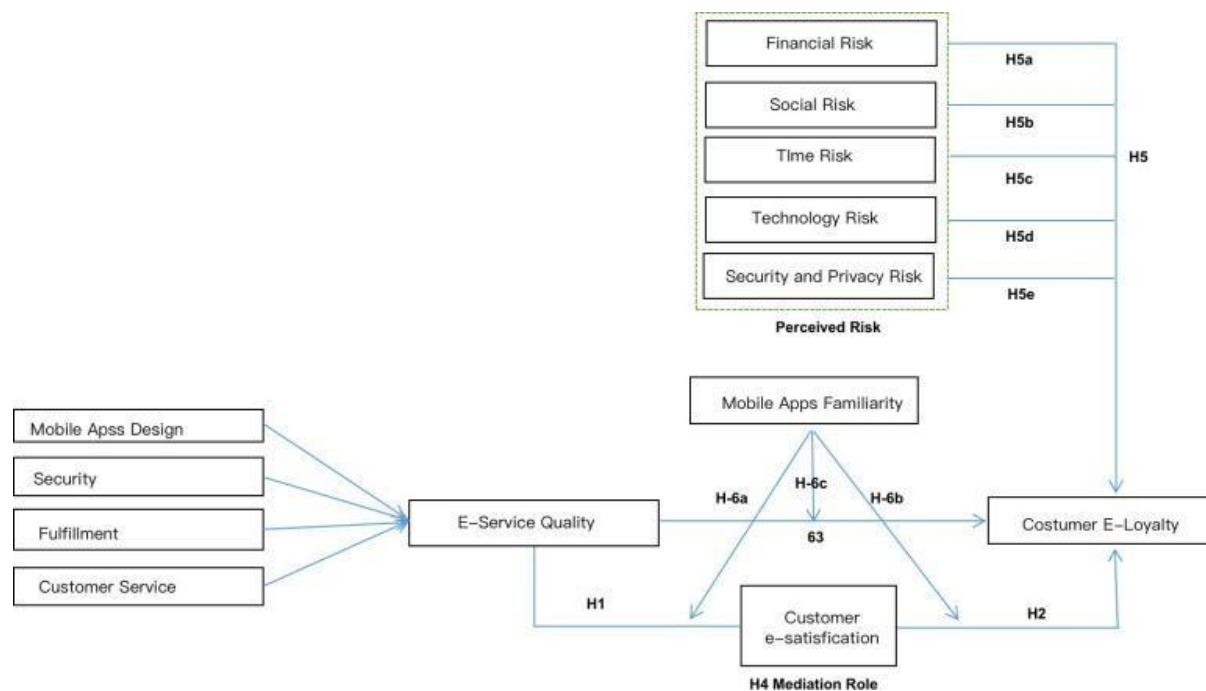 Financial Risk
H5a
Social Risk
H5b
TIme Risk
H5
H5c
Technology Risk
H5d
Security and Privacy Risk
H5e
Perceived Risk
Mobile Apps Familiarity
Mobile Apss Design
Security
H-6a
H-6c
H-6b
E-Service Quality
Costumer E-Loyalty
Fulfillment
63
Customer Service
H1
Customer
e-satisfication
H2
H4 Mediation Role